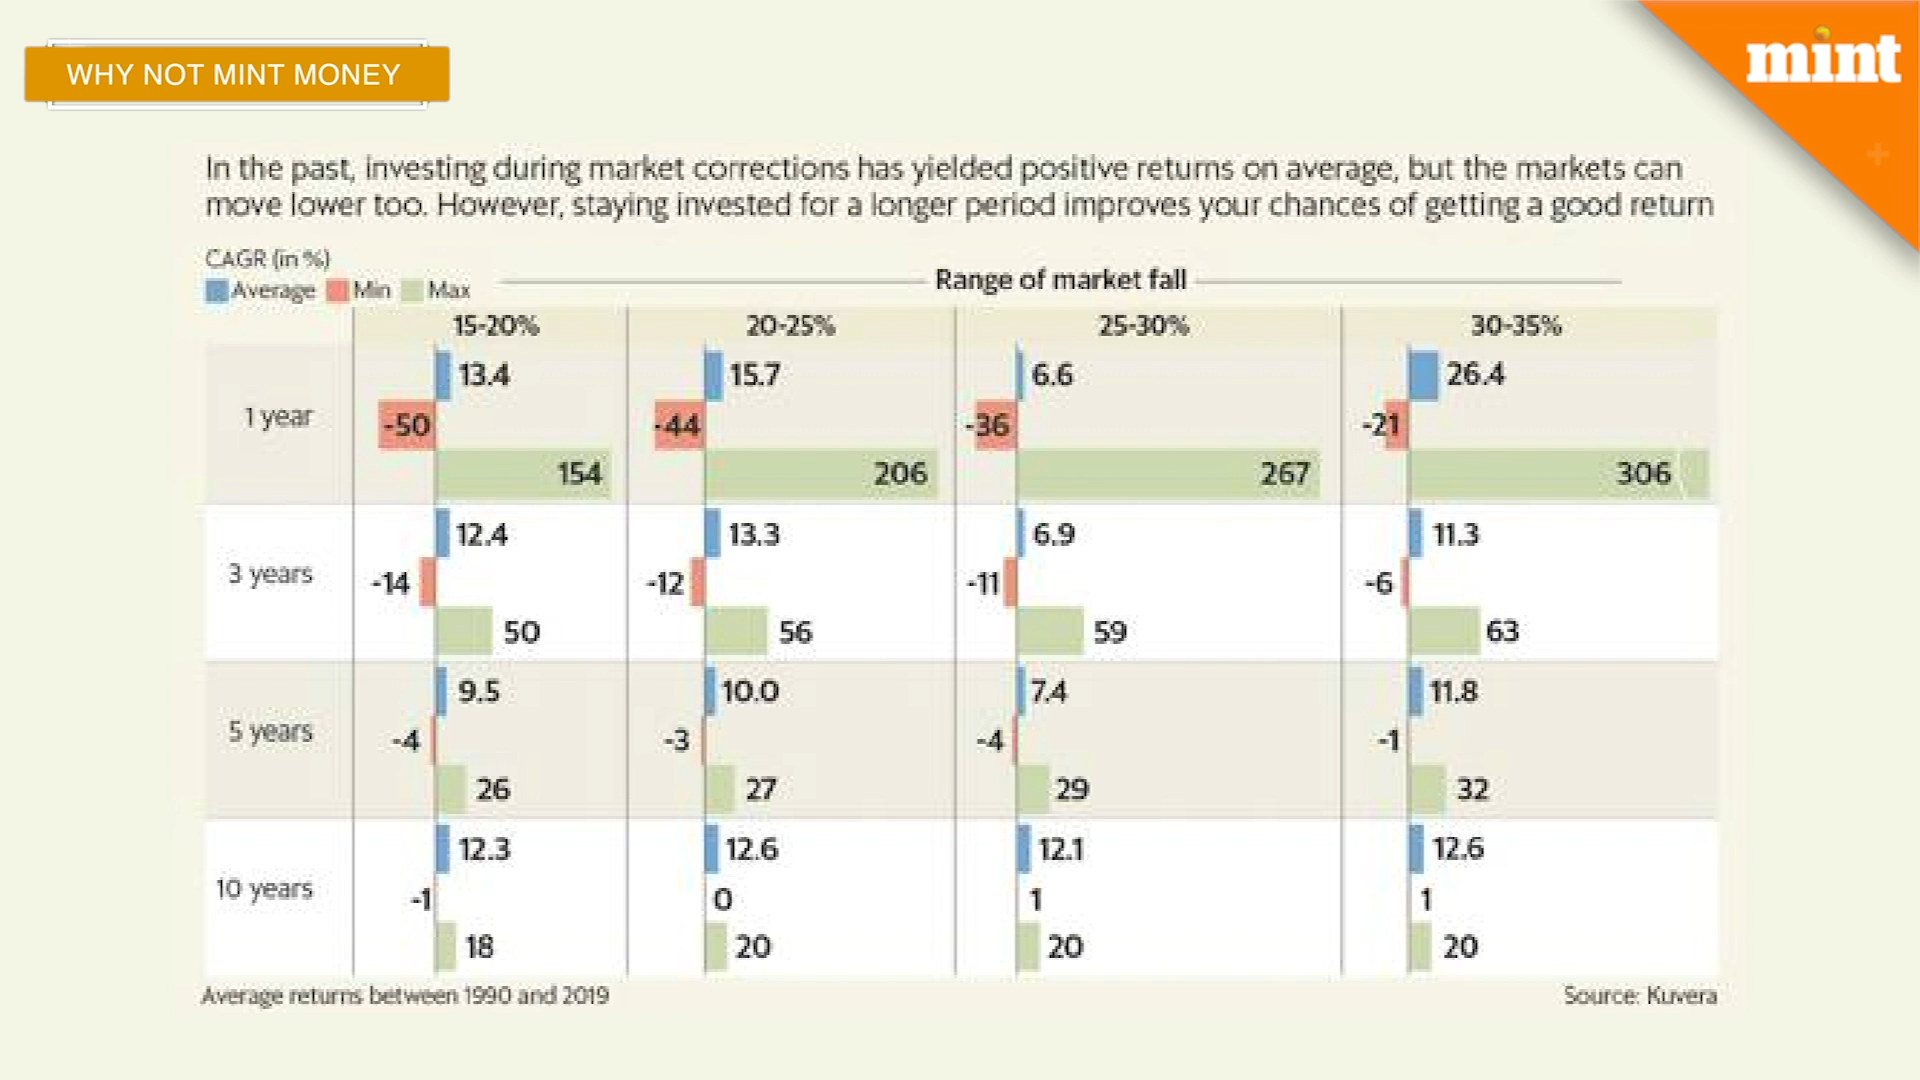 WHY NOT MINT MONEY
mint
In the past, investing during market corrections has yielded positive returns on average, but the markets can
move lower too. However, staying invested for a longer period improves your chances of getting a good return
CAGR (in %)
Average Min Max
Range of market fall
15-20% 20-25% 25-30% 30-35%
1 year
13.4 15.7 6.6 26.4
-50 -44 -36 -21
154 206 267 306
3 years
12.4 13.3 6.9 11.3
-14 -12 -11 -6
50 56 59 63
5 years
9.5 10.0 7.4 11.8
-4 -3 -4 -1
26 27 29 32
10 years
12.3 12.6 12.1 12.6
-1 0 1 1
18 20 20 20
Average returns between 1990 and 2019
Source: Kuvera